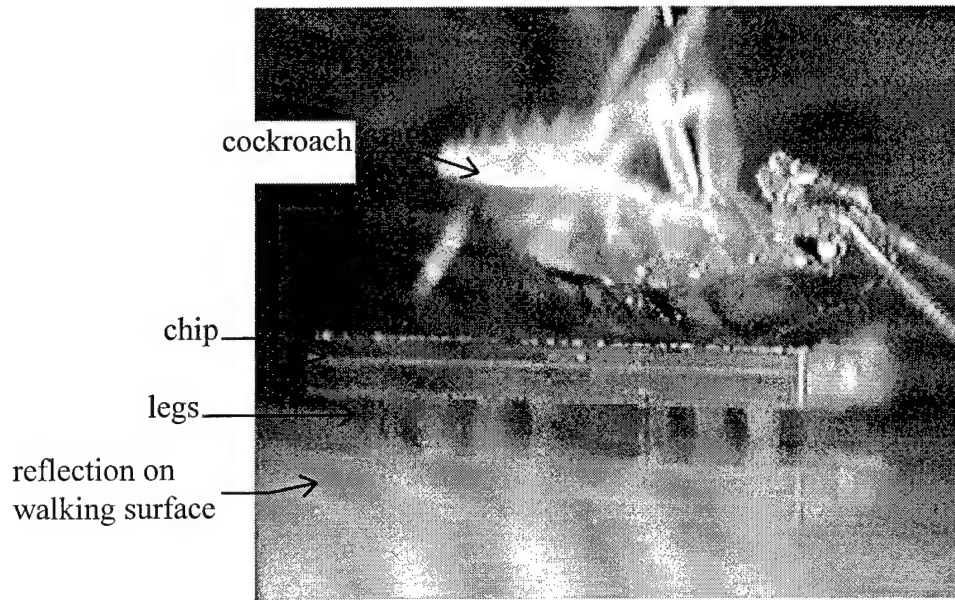 cockroach
chip
legs
reflection on
walking surface